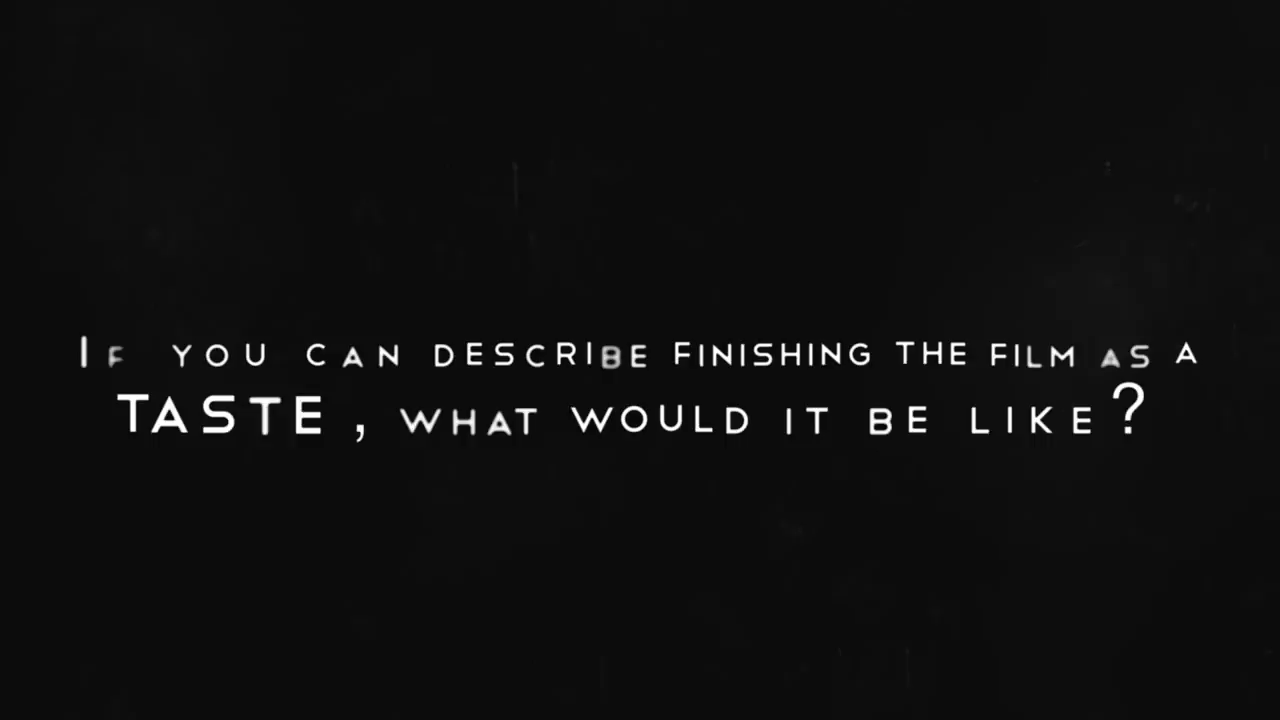 If YOU CAN DESCRIBE FINISHING THE FILM AS A
TASTE, WHAT WOULD IT BE LIKE?